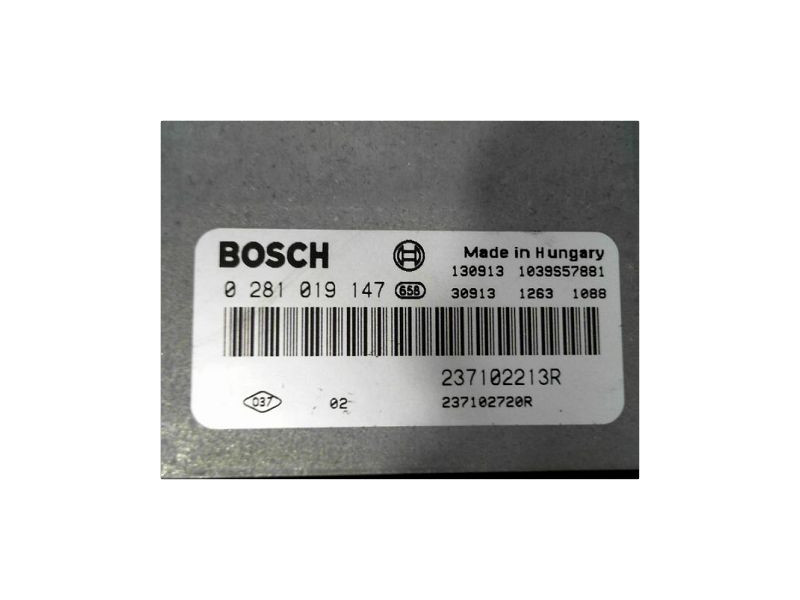 BOSCH Made in Hungary
130913 1039S57881
0 281 019 147 658 30913 1263 1088
237102213R
037 02 237102720R